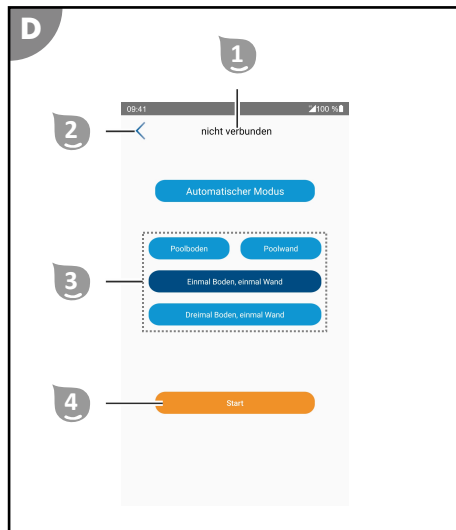 D
1
09:41 100 %
2
nicht verbunden
Automatischer Modus
Poolboden Poolwand
3
Einmal Boden, einmal Wand
Dreimal Boden, einmal Wand
4
Start